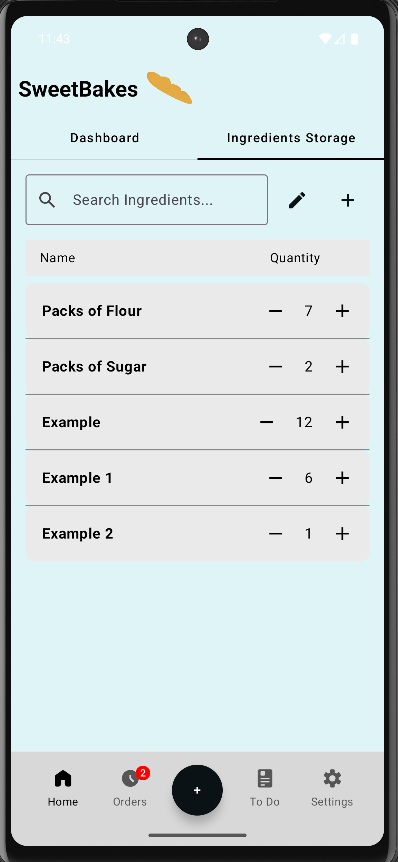 11:43
SweetBakes
Dashboard Ingredients Storage
Search Ingredients...
Name Quantity
Packs of Flour − 7 +
Packs of Sugar − 2 +
Example − 12 +
Example 1 − 6 +
Example 2 − 1 +
2
+
Home Orders To Do Settings